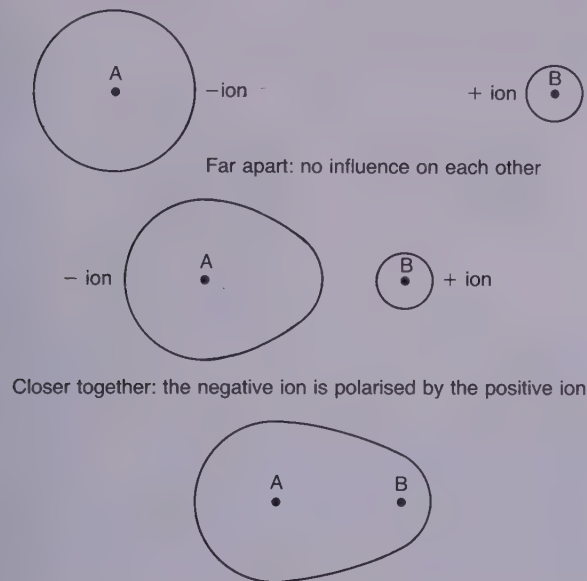 A
–ion
+ ion
B
Far apart: no influence on each other
– ion
A
B
+ ion
Closer together: the negative ion is polarised by the positive ion
A
B